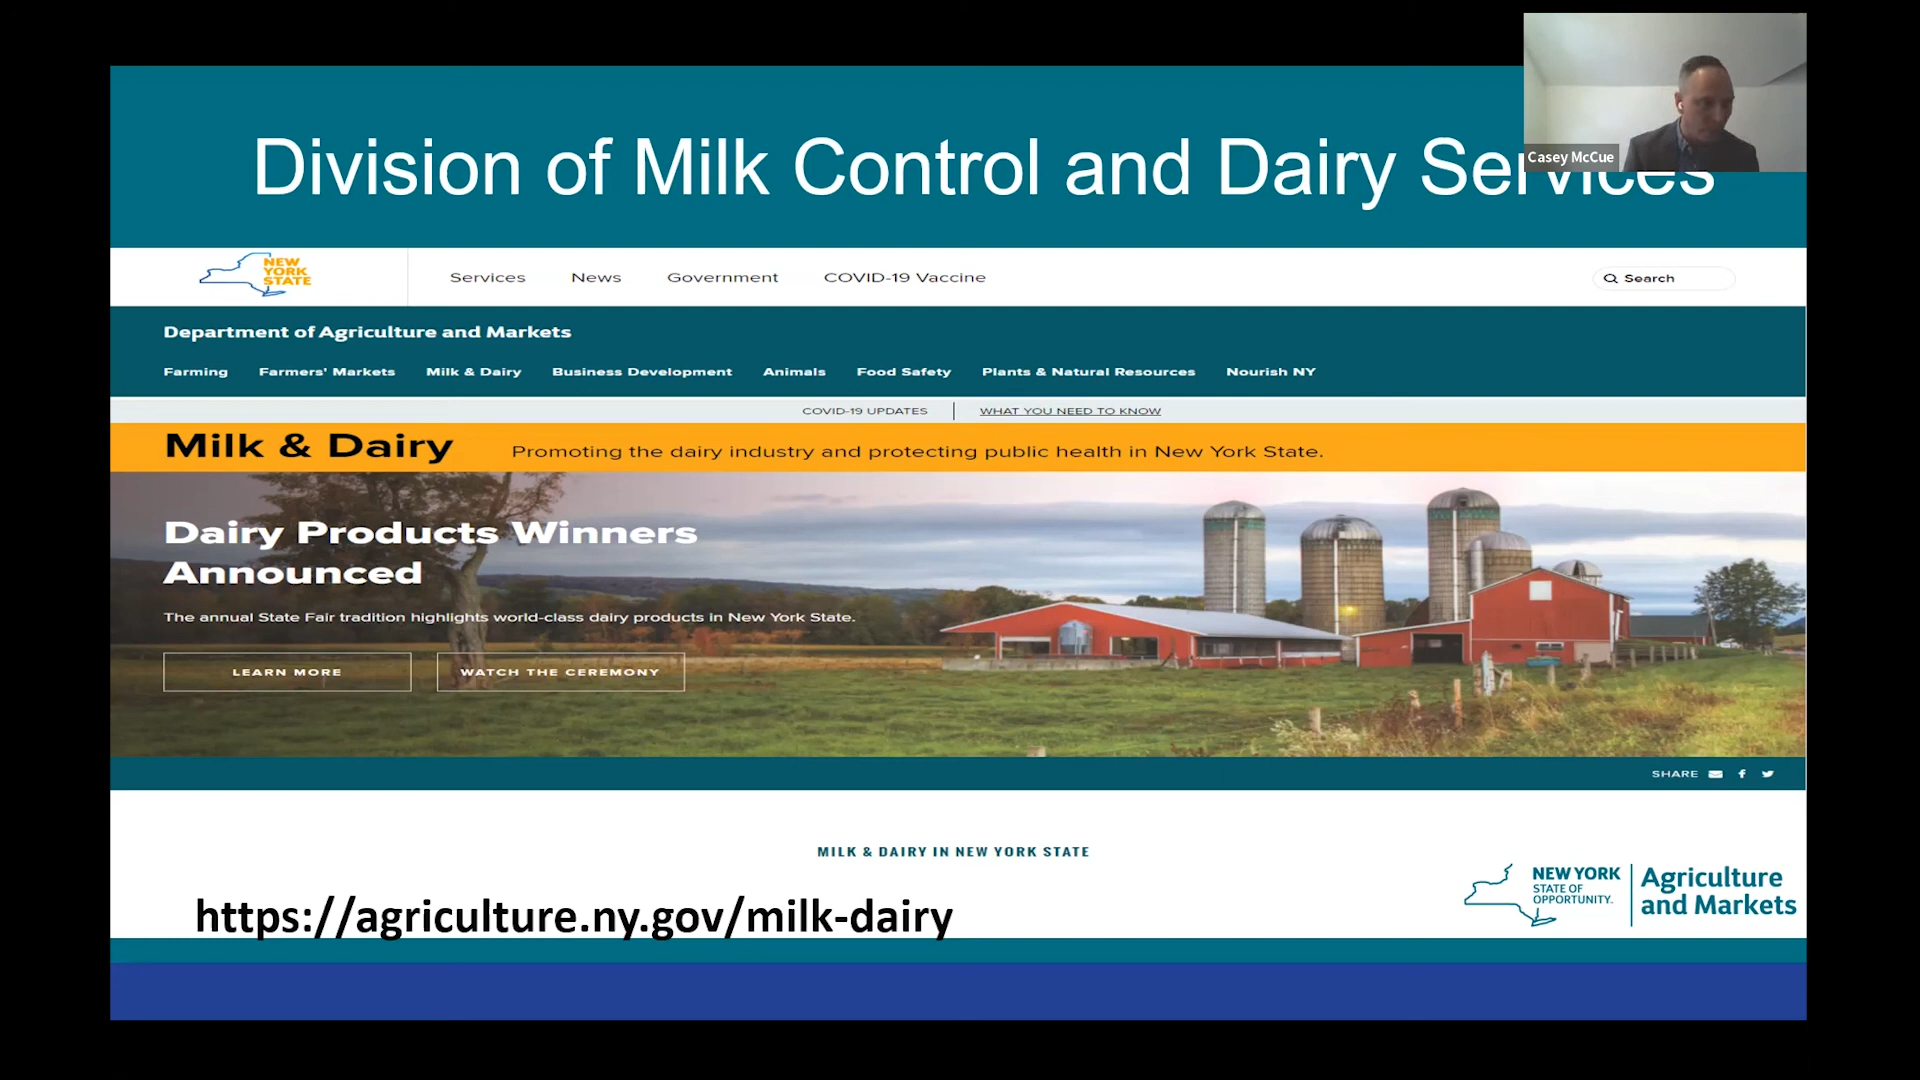 Casey McCue
Division of Milk Control and Dairy Services
NEW
YORK
STATE
Services News Government COVID-19 Vaccine Search
Department of Agriculture and Markets
Farming Farmers' Markets Milk & Dairy Business Development Animals Food Safety Plants & Natural Resources Nourish NY
COVID-19 UPDATES WHAT YOU NEED TO KNOW
Milk & Dairy Promoting the dairy industry and protecting public health in New York State.
Dairy Products Winners
Announced
The annual State Fair tradition highlights world-class dairy products in New York State.
LEARN MORE WATCH THE CEREMONY
SHARE
MILK & DAIRY IN NEW YORK STATE
https://agriculture.ny.gov/milk-dairy
NEW YORK
STATE OF
OPPORTUNITY.
Agriculture
and Markets